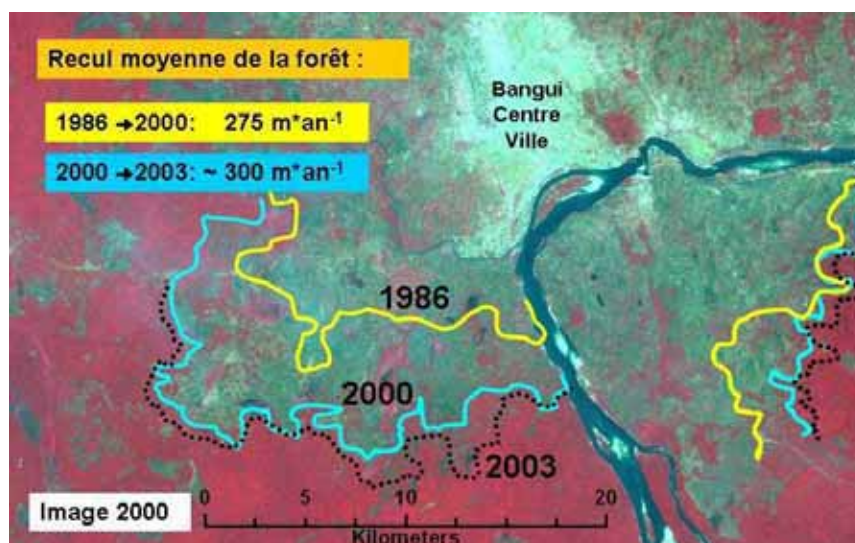 Recul moyenne de la forêt :
1986 →2000: 275 m*an-1
2000 →2003: ~ 300 m*an-1
Bangui
Centre
Ville
1986
2000
2003
Image 2000
0 5 10 20
Kilometers